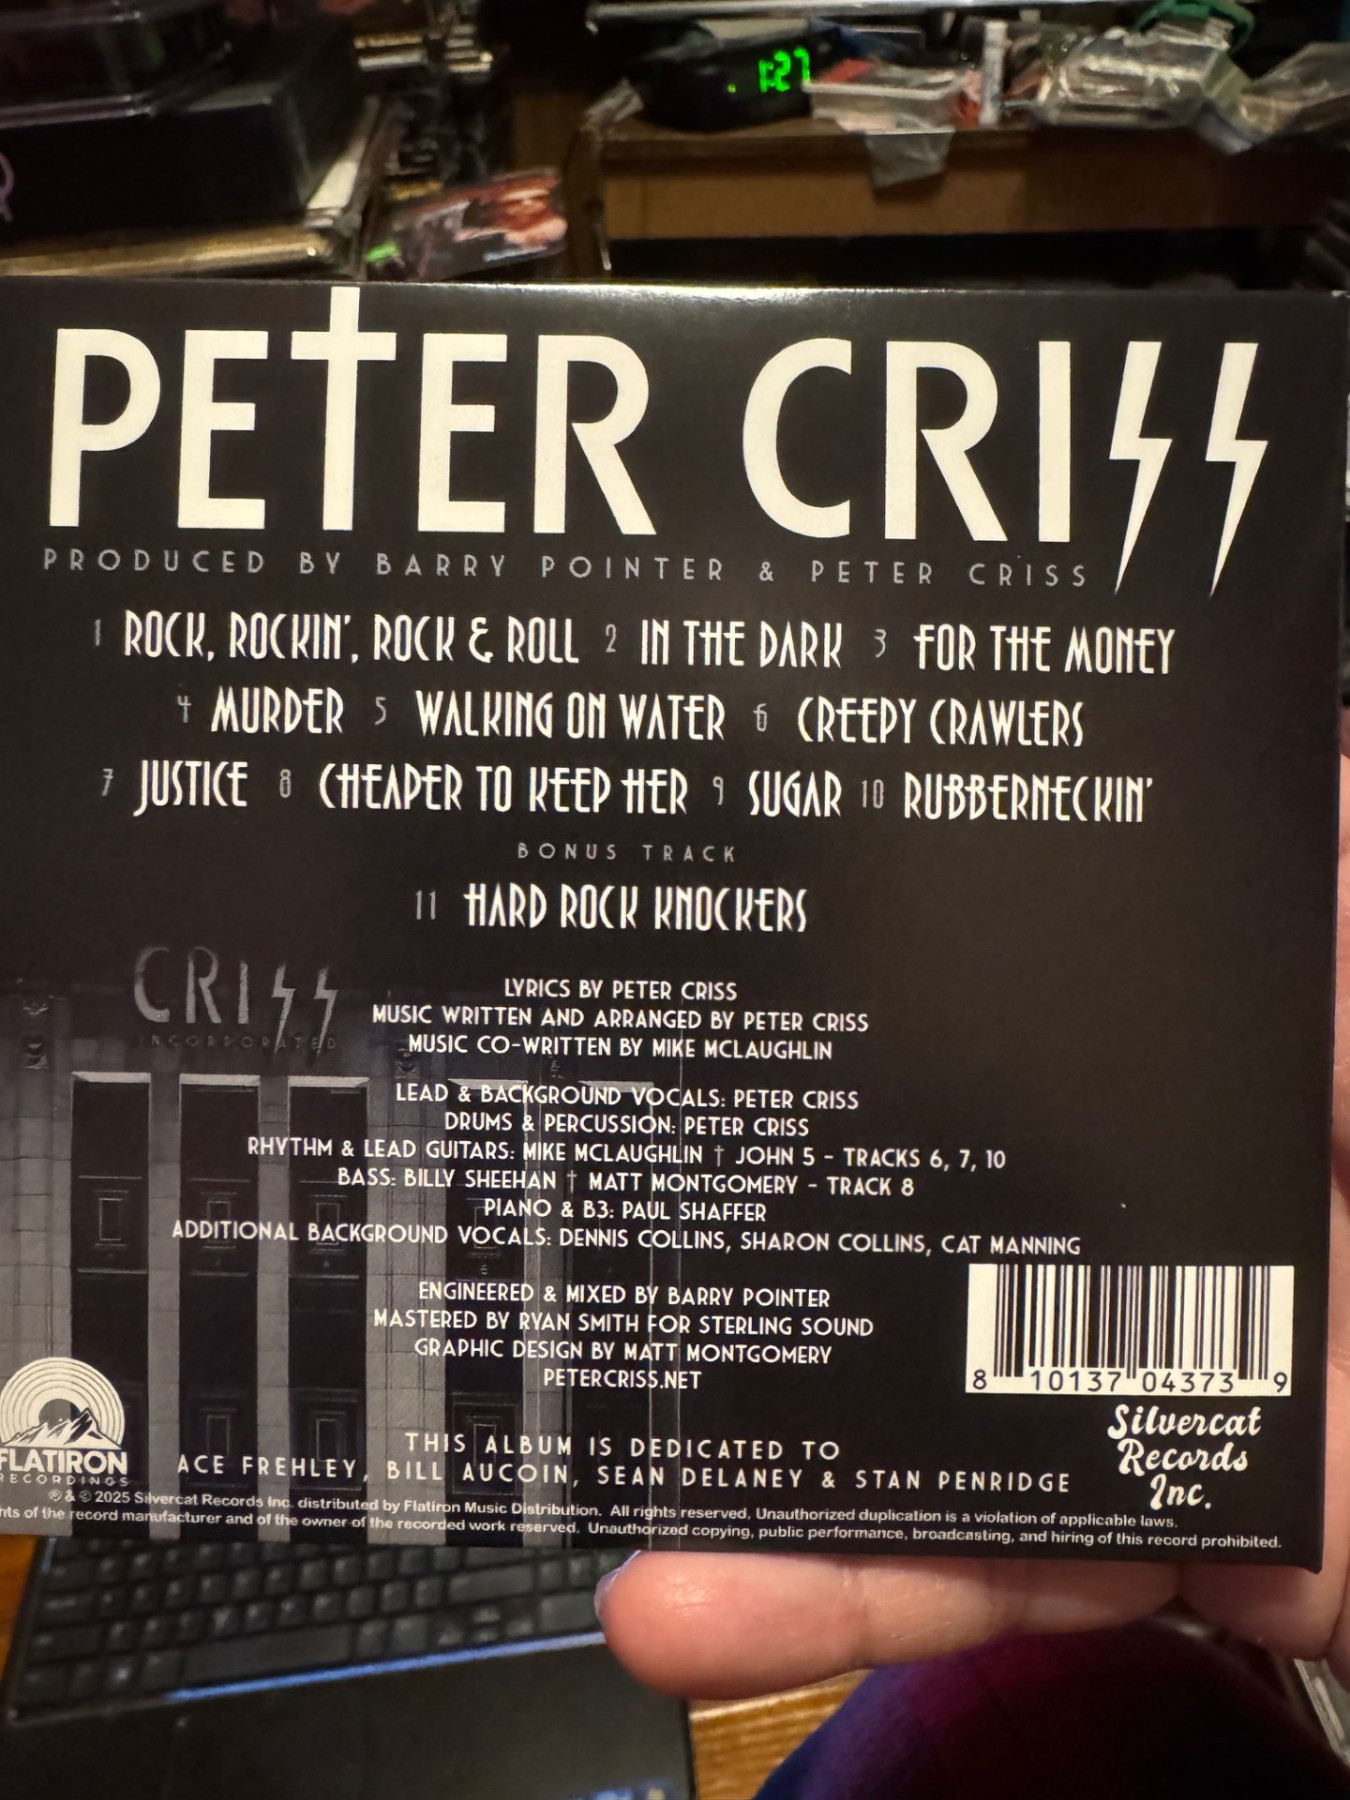 1:27
PETER CRISS
PRODUCED BY BARRY POINTER & PETER CRISS
1 ROCK, ROCKIN', ROCK & ROLL 2 IN THE DARK 3 FOR THE MONEY
4 MURDER 5 WALKING ON WATER 6 CREEPY CRAWLERS
7 JUSTICE 8 CHEAPER TO KEEP HER 9 SUGAR 10 RUBBERNECKIN'
BONUS TRACK
11 HARD ROCK KNOCKERS
CRISS
INCORPORATED
LYRICS BY PETER CRISS
MUSIC WRITTEN AND ARRANGED BY PETER CRISS
MUSIC CO-WRITTEN BY MIKE MCLAUGHLIN
LEAD & BACKGROUND VOCALS: PETER CRISS
DRUMS & PERCUSSION: PETER CRISS
RHYTHM & LEAD GUITARS: MIKE MCLAUGHLIN † JOHN 5 - TRACKS 6, 7, 10
BASS: BILLY SHEEHAN † MATT MONTGOMERY - TRACK 8
PIANO & B3: PAUL SHAFFER
ADDITIONAL BACKGROUND VOCALS: DENNIS COLLINS, SHARON COLLINS, CAT MANNING
ENGINEERED & MIXED BY BARRY POINTER
MASTERED BY RYAN SMITH FOR STERLING SOUND
GRAPHIC DESIGN BY MATT MONTGOMERY
PETERCRISS.NET
8 10137 04373 9
Silvercat
Records
Inc.
FLATIRON
RECORDINGS
THIS ALBUM IS DEDICATED TO
ACE FREHLEY, BILL AUCOIN, SEAN DELANEY & STAN PENRIDGE
℗ & © 2025 Silvercat Records Inc. distributed by Flatiron Music Distribution. All rights reserved, Unauthorized duplication is a violation of applicable laws.
of the record manufacturer and of the owner of the recorded work reserved. Unauthorized copying, public performance, broadcasting, and hiring of this record prohibited.